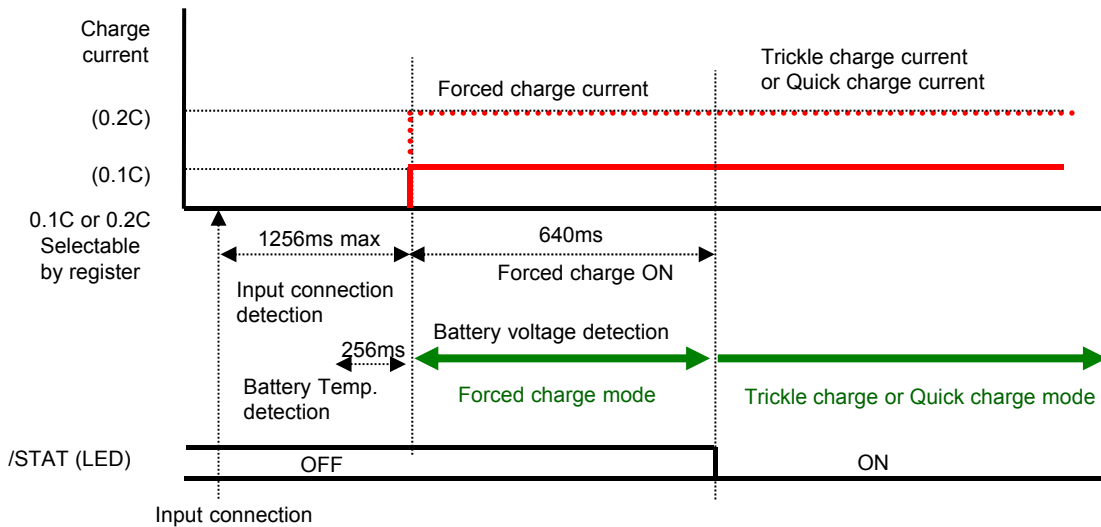 Charge
current
Trickle charge current
or Quick charge current
Forced charge current
(0.2C)
(0.1C)
0.1C or 0.2C
Selectable
by register
1256ms max
640ms
Forced charge ON
Input connection
detection
Battery voltage detection
256ms
Battery Temp.
detection
Forced charge mode
Trickle charge or Quick charge mode
/STAT (LED)
OFF
ON
Input connection